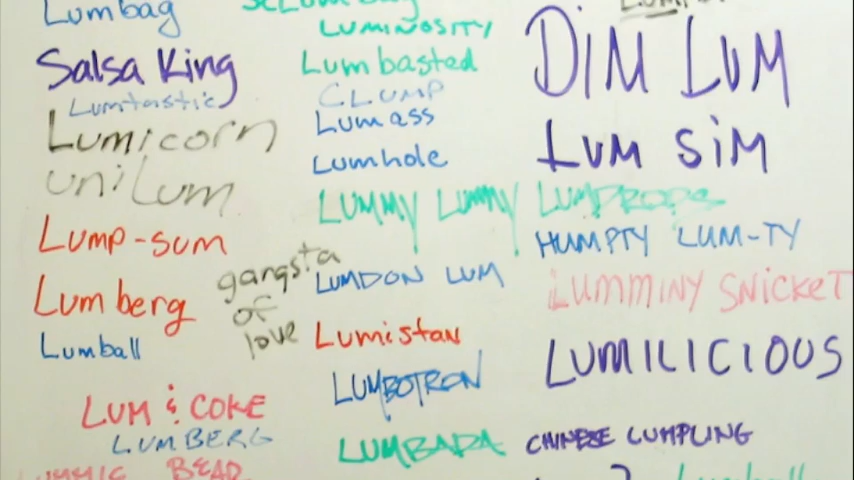 Lumbag
Salsa King
Lumtastic
Lumicorn
unilum
Lump-sum
Lumberg
gangsta
of
love
Lumball
LUM & COKE
LUMBERG
LUMMIE BEAR
LUMINOSITY
Lumbasted
CLUMP
Lumass
Lumhole
LUMMY LUMMY LUMDROPS
LUMDON LUM
Lumistan
LUMBOTRON
LUMBADA
DIM LUM
LUM SIM
HUMPTY LUM-TY
LUMMINY SNICKET
LUMILICIOUS
CHINESE LUMPLING